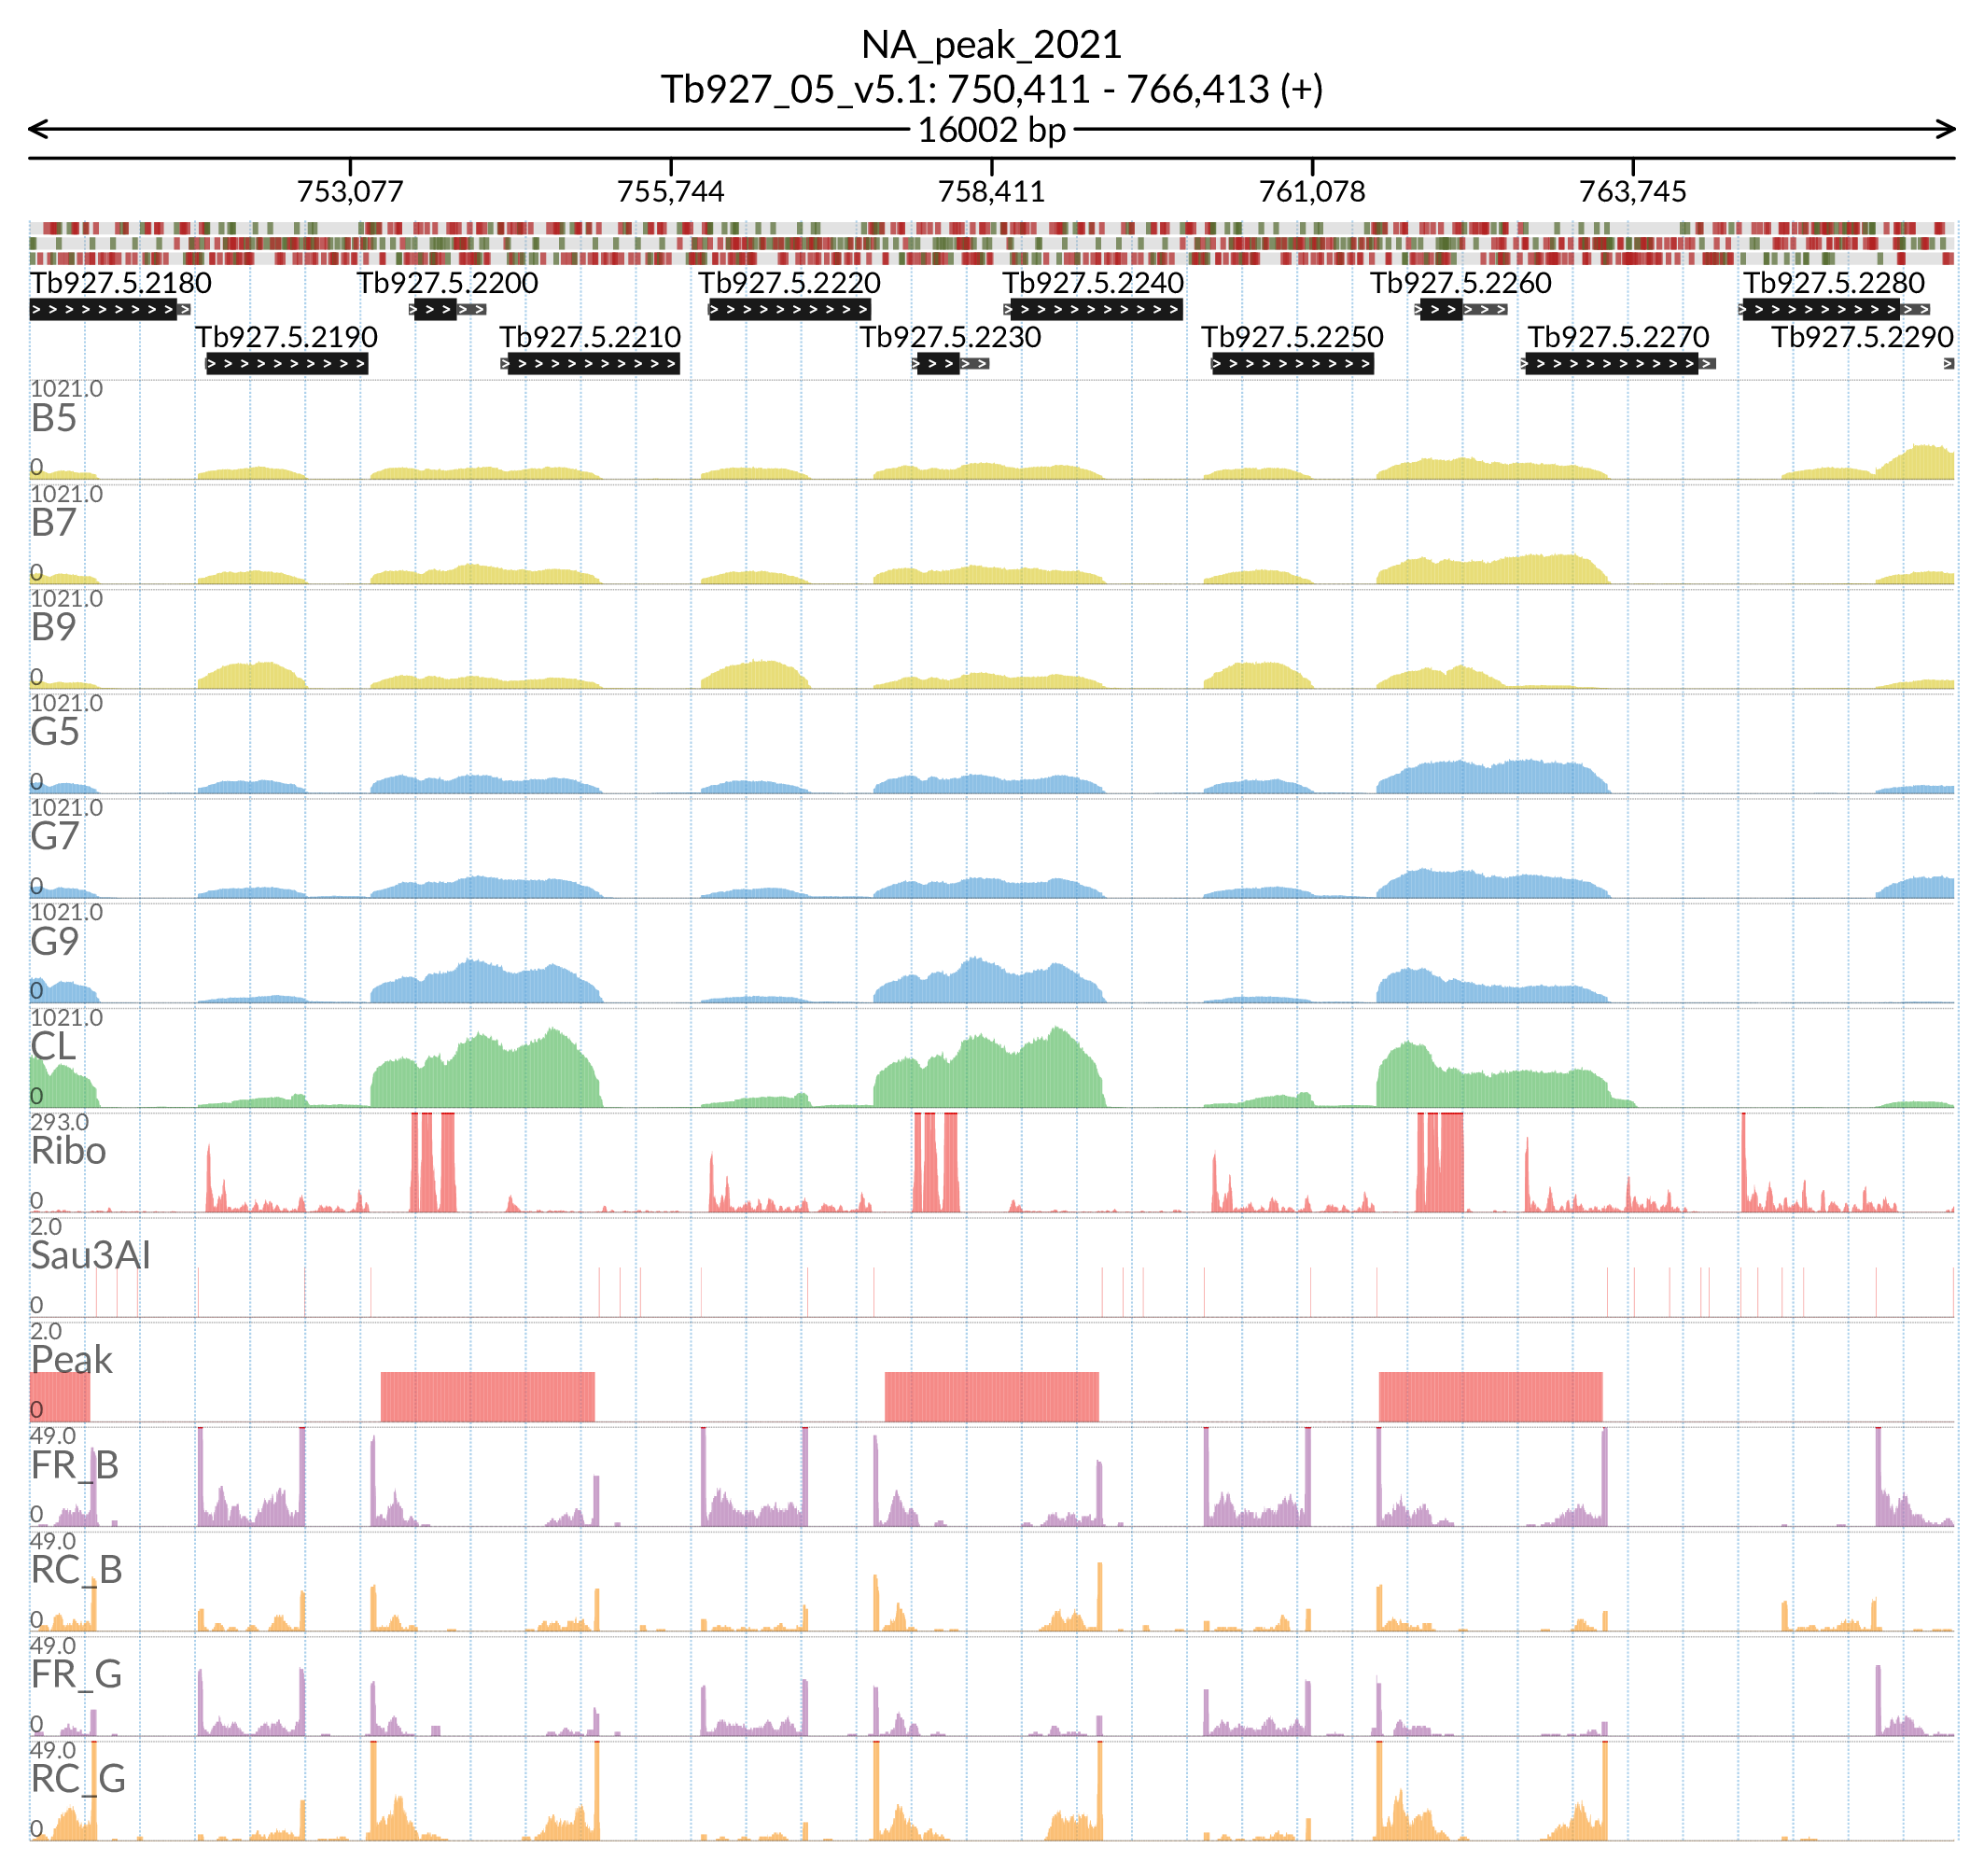 NA_peak_2021
Tb927_05_v5.1: 750,411 - 766,413 (+)
16002 bp
753,077 755,744 758,411 761,078 763,745
Tb927.5.2180 Tb927.5.2200 Tb927.5.2220 Tb927.5.2240 Tb927.5.2260 Tb927.5.2280
Tb927.5.2190 Tb927.5.2210 Tb927.5.2230 Tb927.5.2250 Tb927.5.2270 Tb927.5.2290
1021.0
B5
0
1021.0
B7
0
1021.0
B9
0
1021.0
G5
0
1021.0
G7
0
1021.0
G9
0
1021.0
CL
0
293.0
Ribo
0
2.0
Sau3AI
0
2.0
Peak
0
49.0
FR_B
0
49.0
RC_B
0
49.0
FR_G
0
49.0
RC_G
0